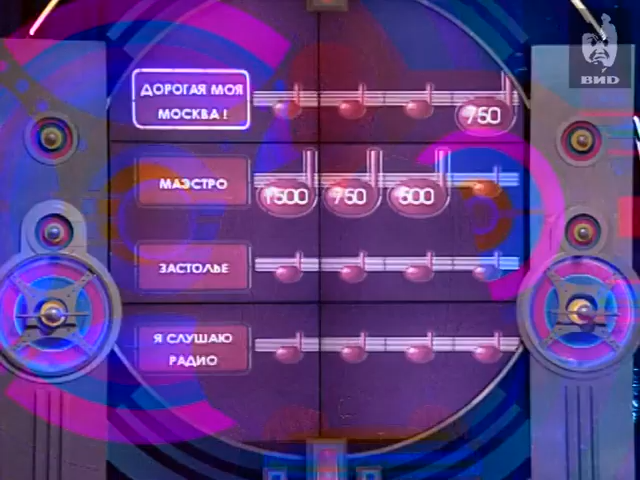 ВИD
ДОРОГАЯ МОЯ
МОСКВА!
750
МАЭСТРО
1500 750 600
ЗАСТОЛЬЕ
Я СЛУШАЮ
РАДИО